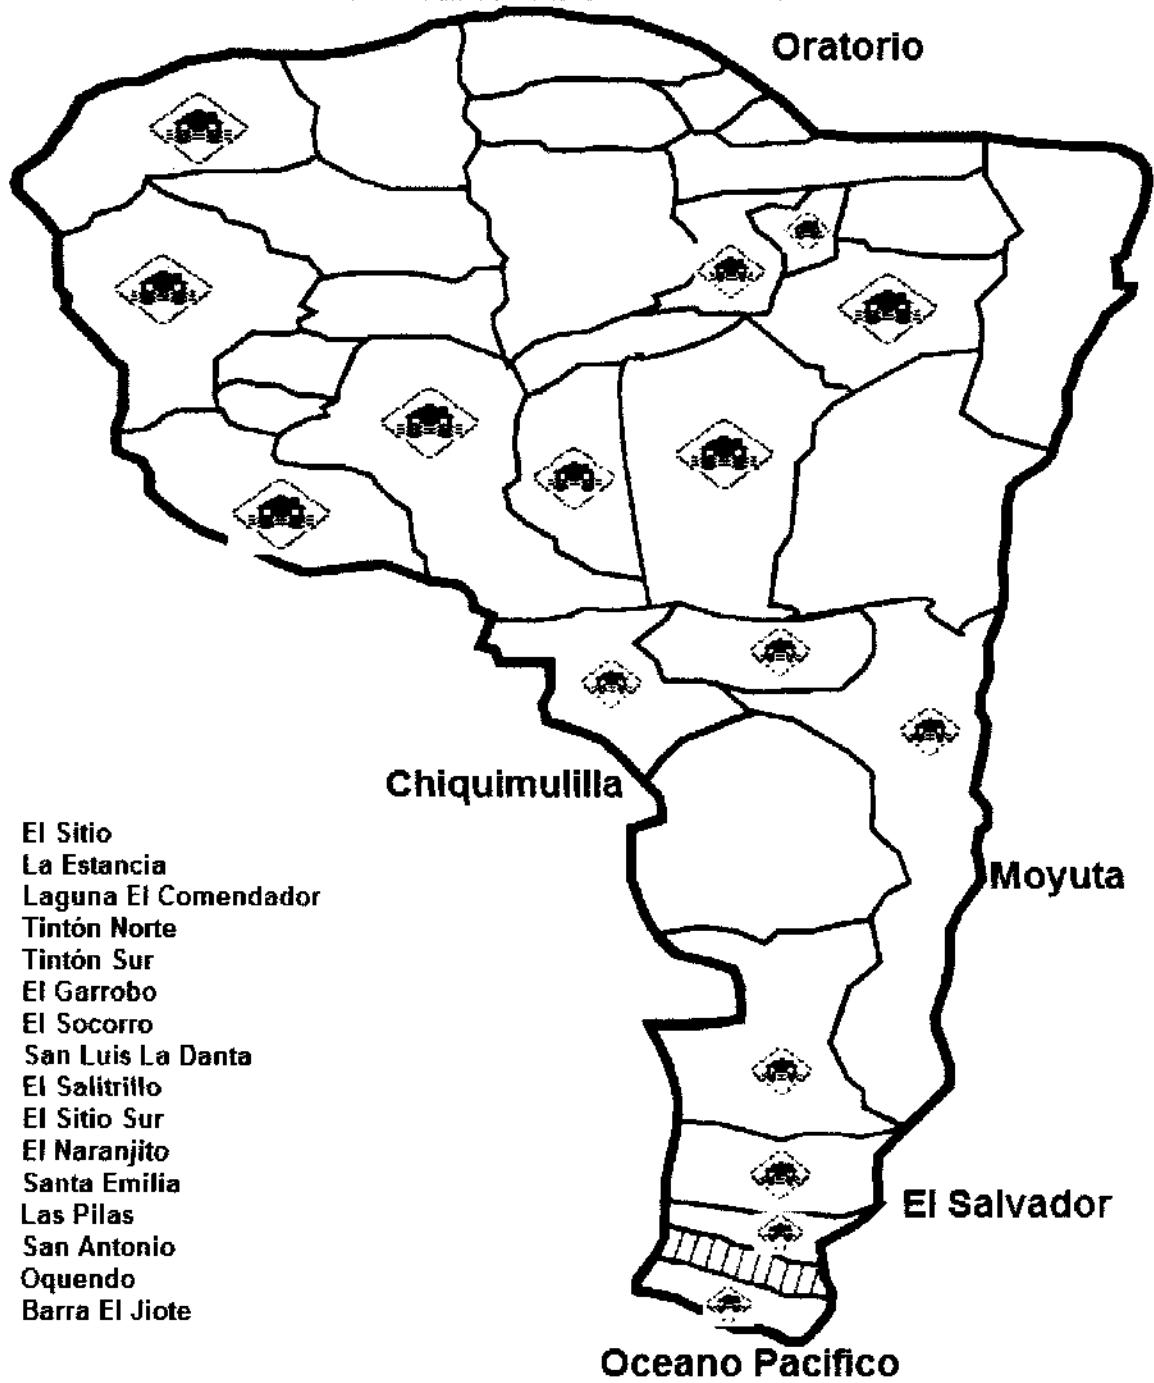 Oratorio
Chiquimulilla
El Sitio
La Estancia
Laguna El Comendador
Tintón Norte
Tintón Sur
El Garrobo
El Socorro
San Luis La Danta
El Salitrillo
El Sitio Sur
El Naranjito
Santa Emilia
Las Pilas
San Antonio
Oquendo
Barra El Jiote
Moyuta
El Salvador
Oceano Pacifico